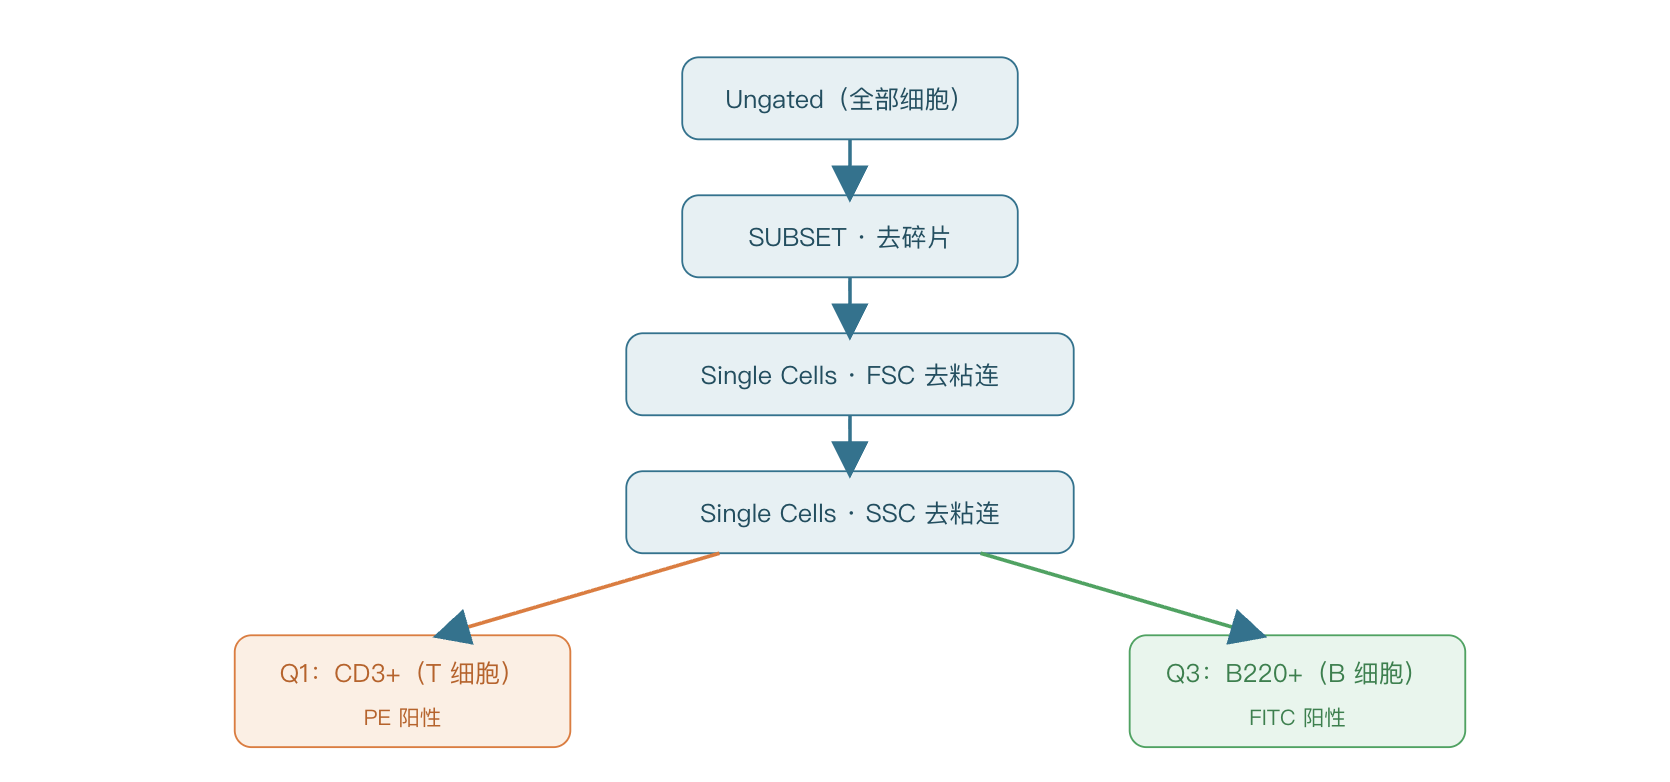 Ungated（全部细胞）
SUBSET · 去碎片
Single Cells · FSC 去粘连
Single Cells · SSC 去粘连
Q1：CD3+（T 细胞）
PE 阳性
Q3：B220+（B 细胞）
FITC 阳性